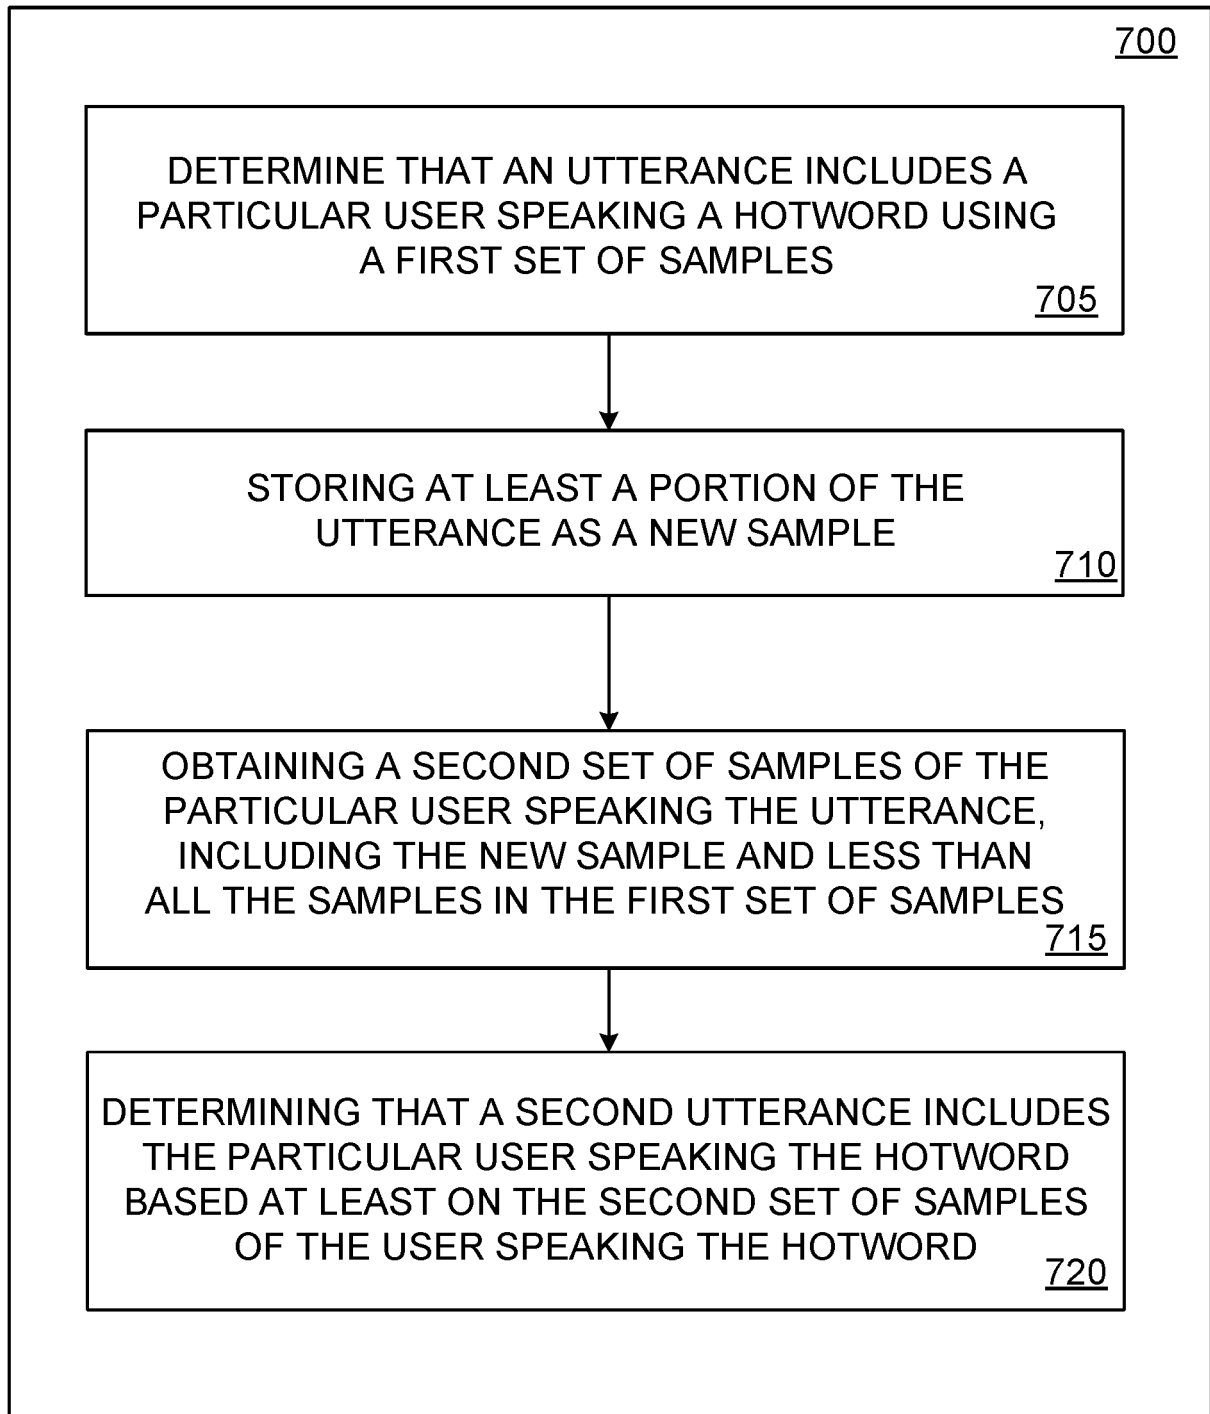 700
DETERMINE THAT AN UTTERANCE INCLUDES A
PARTICULAR USER SPEAKING A HOTWORD USING
A FIRST SET OF SAMPLES
705
STORING AT LEAST A PORTION OF THE
UTTERANCE AS A NEW SAMPLE
710
OBTAINING A SECOND SET OF SAMPLES OF THE
PARTICULAR USER SPEAKING THE UTTERANCE,
INCLUDING THE NEW SAMPLE AND LESS THAN
ALL THE SAMPLES IN THE FIRST SET OF SAMPLES
715
DETERMINING THAT A SECOND UTTERANCE INCLUDES
THE PARTICULAR USER SPEAKING THE HOTWORD
BASED AT LEAST ON THE SECOND SET OF SAMPLES
OF THE USER SPEAKING THE HOTWORD
720